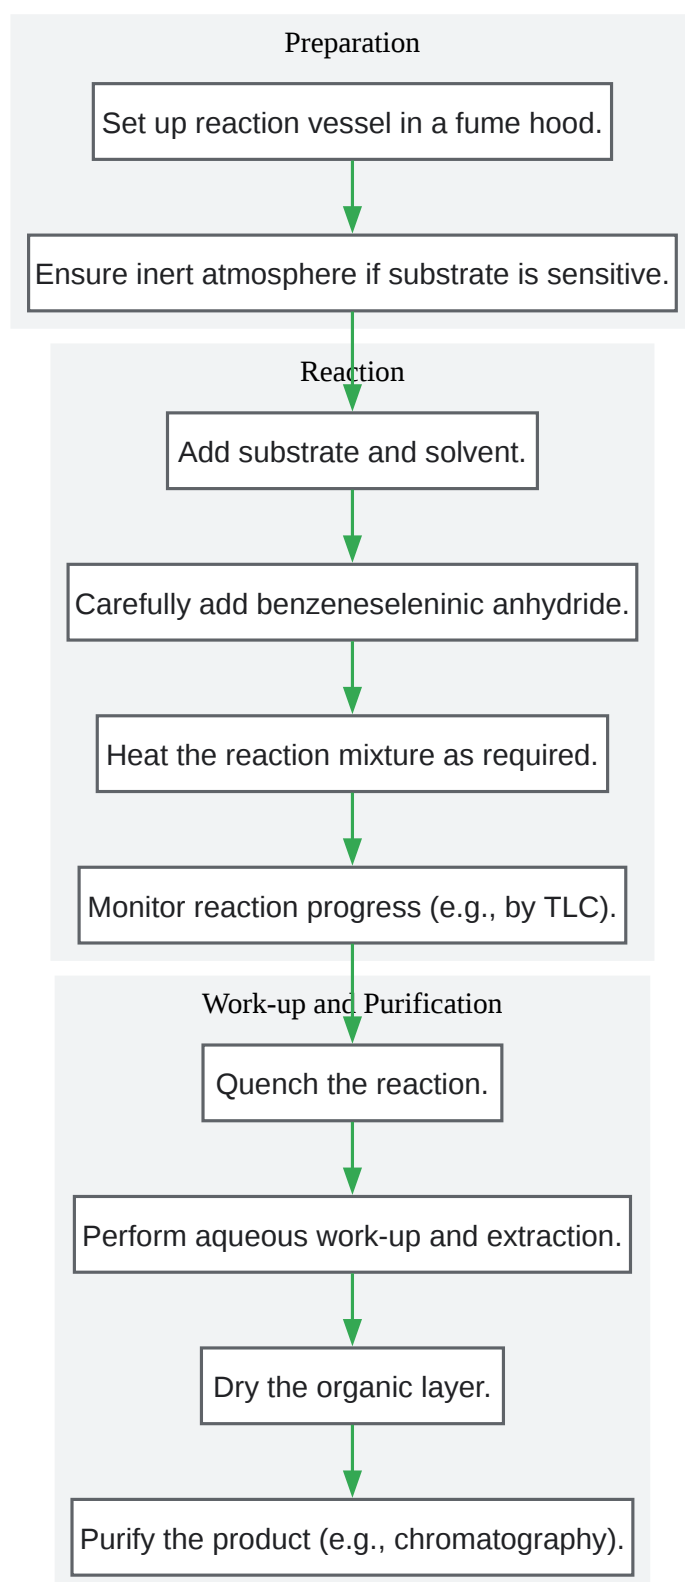 Preparation
Set up reaction vessel in a fume hood.
Ensure inert atmosphere if substrate is sensitive.
Reaction
Add substrate and solvent.
Carefully add benzeneseleninic anhydride.
Heat the reaction mixture as required.
Monitor reaction progress (e.g., by TLC).
Work-up and Purification
Quench the reaction.
Perform aqueous work-up and extraction.
Dry the organic layer.
Purify the product (e.g., chromatography).